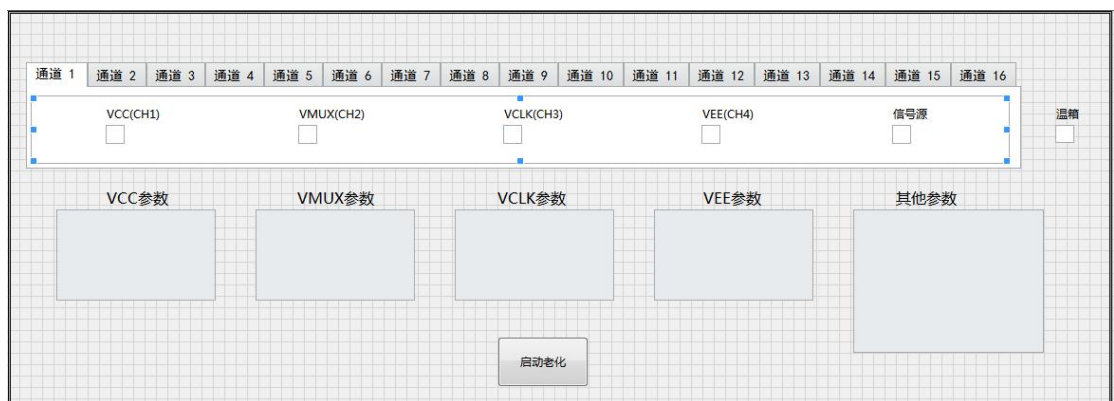 通道 1 通道 2 通道 3 通道 4 通道 5 通道 6 通道 7 通道 8 通道 9 通道 10 通道 11 通道 12 通道 13 通道 14 通道 15 通道 16
VCC(CH1) VMUX(CH2) VCLK(CH3) VEE(CH4) 信号源 温箱
VCC参数 VMUX参数 VCLK参数 VEE参数 其他参数
启动老化